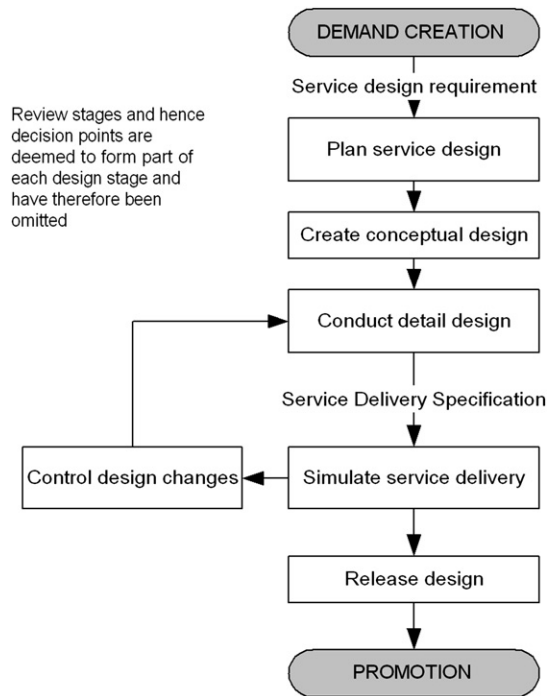 DEMAND CREATION
Service design requirement
Review stages and hence
decision points are
deemed to form part of
each design stage and
have therefore been
omitted
Plan service design
Create conceptual design
Conduct detail design
Service Delivery Specification
Control design changes
Simulate service delivery
Release design
PROMOTION